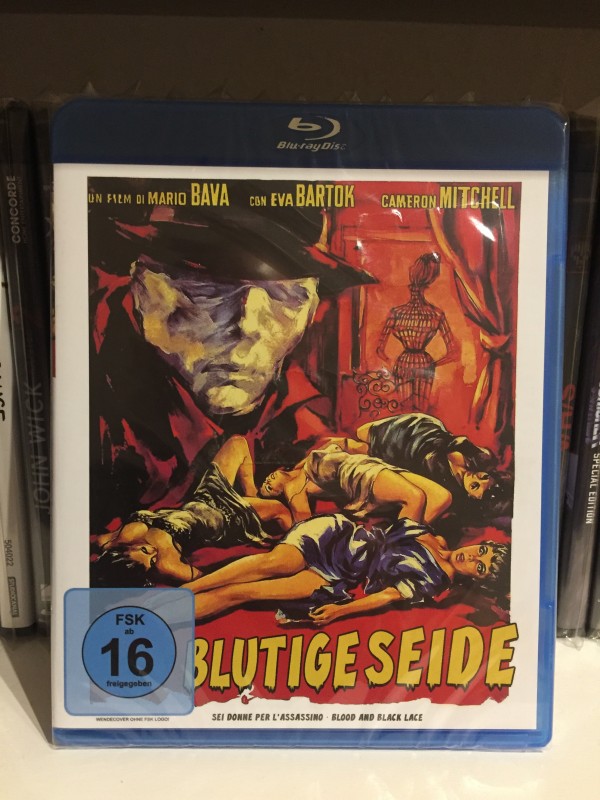 Blu-ray Disc
UN FILM DI MARIO BAVA CON EVA BARTOK CAMERON MITCHELL
FSK
ab
16
freigegeben
BLUTIGE SEIDE
WENDECOVER OHNE FSK LOGO!
SEI DONNE PER L'ASSASSINO · BLOOD AND BLACK LACE
CONCORDE
JOHN WICK
504022
SPECIAL EDITION